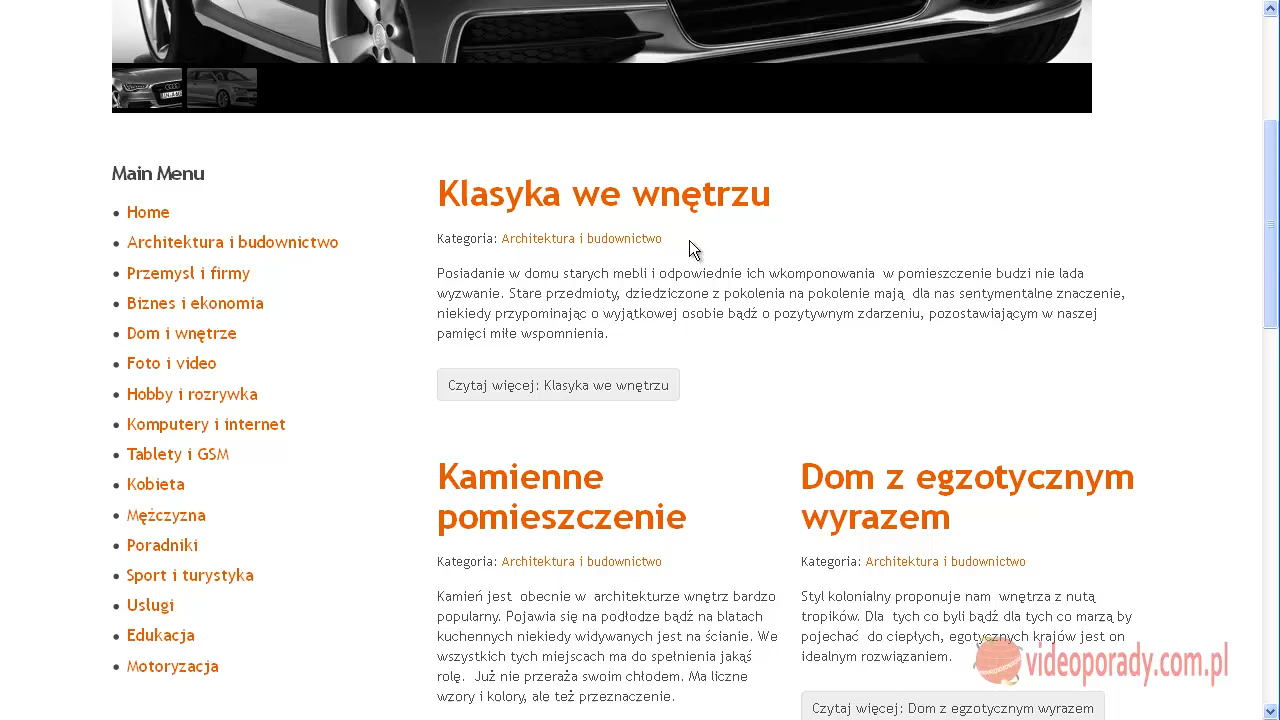 Main Menu
Home
Architektura i budownictwo
Przemysł i firmy
Biznes i ekonomia
Dom i wnętrze
Foto i video
Hobby i rozrywka
Komputery i internet
Tablety i GSM
Kobieta
Mężczyzna
Poradniki
Sport i turystyka
Usługi
Edukacja
Motoryzacja
Klasyka we wnętrzu
Kategoria: Architektura i budownictwo
Posiadanie w domu starych mebli i odpowiednie ich wkomponowenia w pomieszczenie budzi nie lada
wyzwanie. Stare przedmioty, dziedziczone z pokolenia na pokolenie mają dla nas sentymentalne znaczenie,
niekiedy przypominając o wyjątkowej osobie bądź o pozytywnym zdarzeniu, pozostawiającym w naszej
pamięci miłe wspomnienia.
Czytaj więcej: Klasyka we wnętrzu
Kamienne
pomieszczenie
Kategoria: Architektura i budownictwo
Kamień jest obecnie w architekturze wnętrz bardzo
popularny. Pojawia się na podłodze bądź na blatach
kuchennych niekiedy wykonywanych jest na ścianie. We
wszystkich tych miejscach ma do spełnienia jakąś
rolę. Już nie przeraża swoim chłodem. Ma liczne
wzory i kolory, ale też przeznaczenie.
Dom z egzotycznym
wyrazem
Kategoria: Architektura i budownictwo
Styl kolonialny proponuje nam wnętrza z nutą
tropików. Dla tych co byli bądź dla tych co marzą by
pojechać do ciepłych, egotycznych krajów jest on
idealnym rozwiązaniem.
Czytaj więcej: Dom z egzotycznym wyrazem
videoporady.com.pl